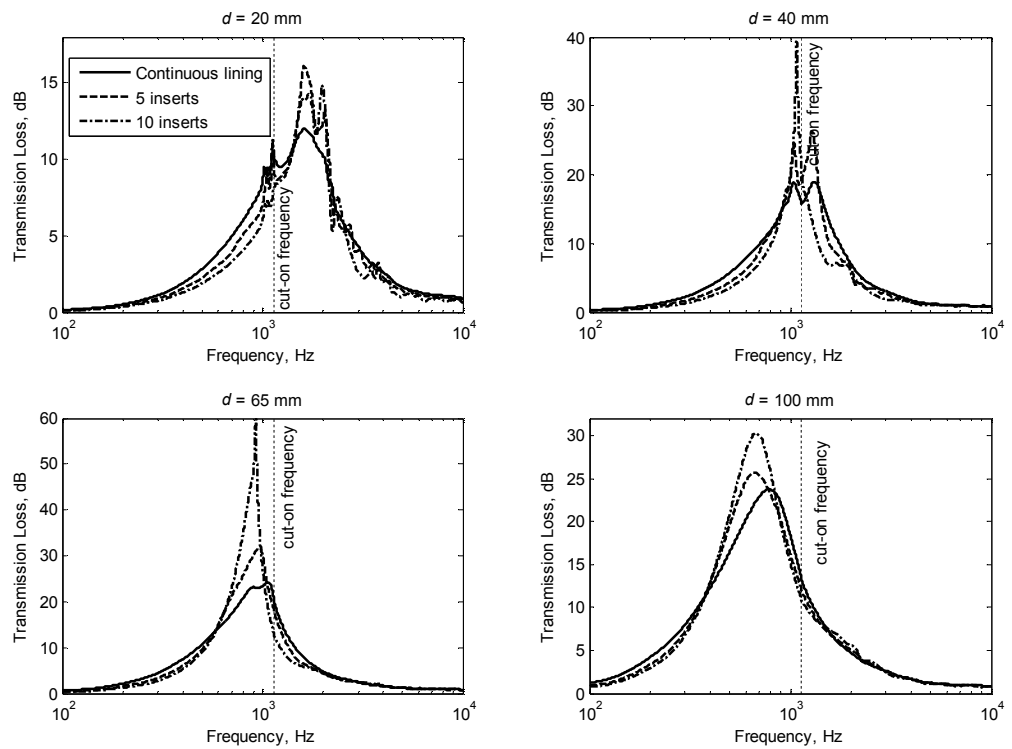 d = 20 mm
Transmission Loss, dB
15
10
5
0
Continuous lining
5 inserts
10 inserts
cut-on frequency
10^2 10^3 10^4
Frequency, Hz
d = 40 mm
Transmission Loss, dB
40
30
20
10
0
cut-on frequency
10^2 10^3 10^4
Frequency, Hz
d = 65 mm
Transmission Loss, dB
60
50
40
30
20
10
0
cut-on frequency
10^2 10^3 10^4
Frequency, Hz
d = 100 mm
Transmission Loss, dB
30
25
20
15
10
5
0
cut-on frequency
10^2 10^3 10^4
Frequency, Hz